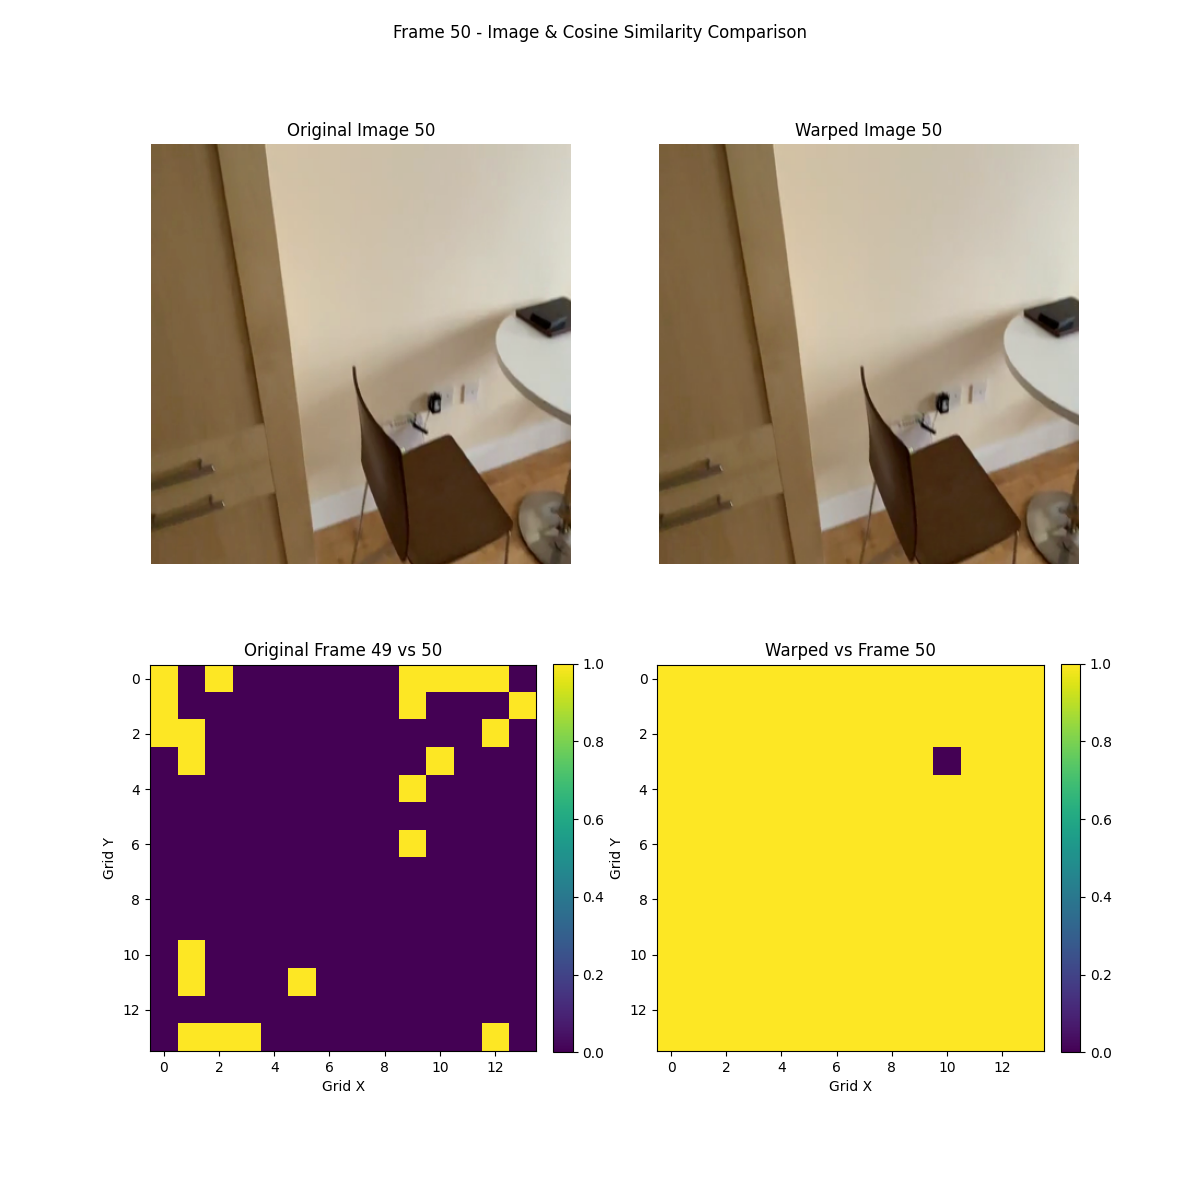 Frame 50 - Image & Cosine Similarity Comparison
Original Image 50
Warped Image 50
Original Frame 49 vs 50
Warped vs Frame 50
Grid Y
0
2
4
6
8
10
12
0 2 4 6 8 10 12
Grid X
1.0
0.8
0.6
0.4
0.2
0.0
Grid Y
0
2
4
6
8
10
12
0 2 4 6 8 10 12
Grid X
1.0
0.8
0.6
0.4
0.2
0.0